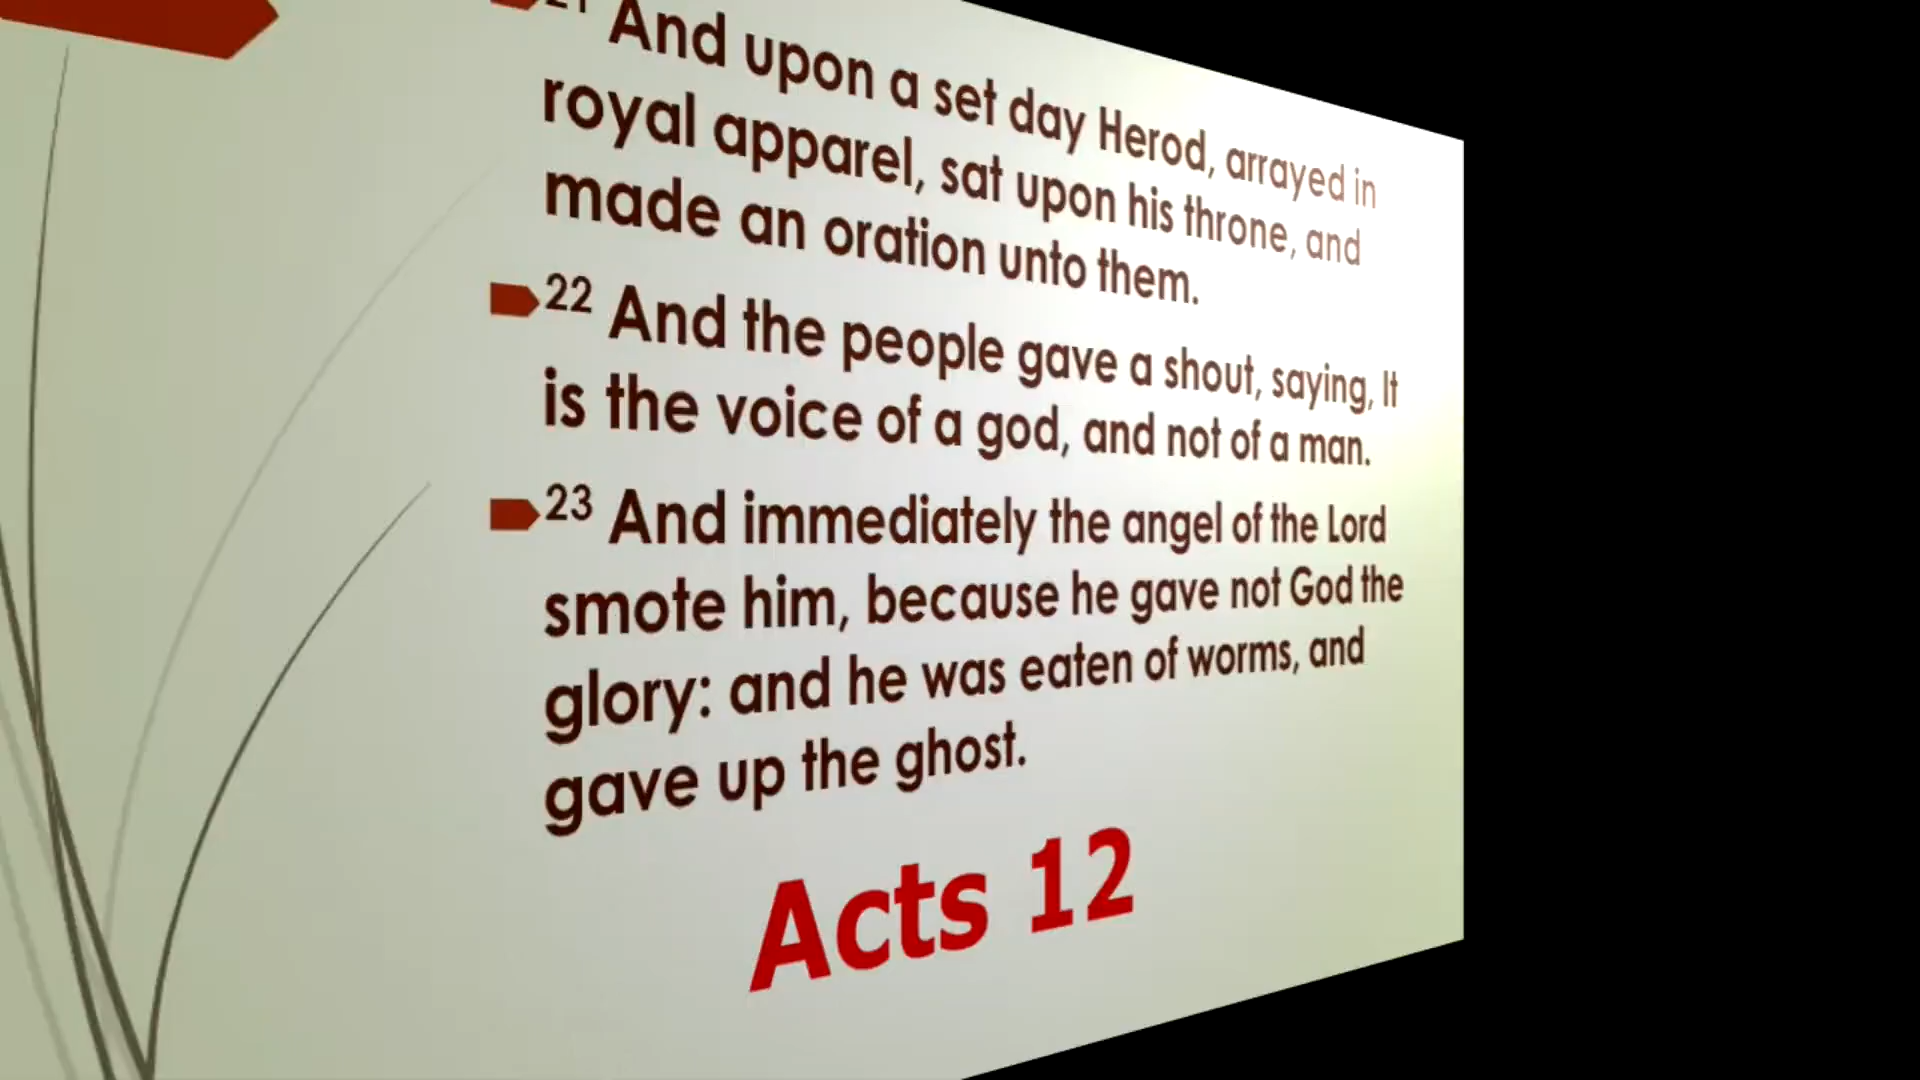 21 And upon a set day Herod, arrayed in
royal apparel, sat upon his throne, and
made an oration unto them.
22 And the people gave a shout, saying, It
is the voice of a god, and not of a man.
23 And immediately the angel of the Lord
smote him, because he gave not God the
glory: and he was eaten of worms, and
gave up the ghost.
Acts 12